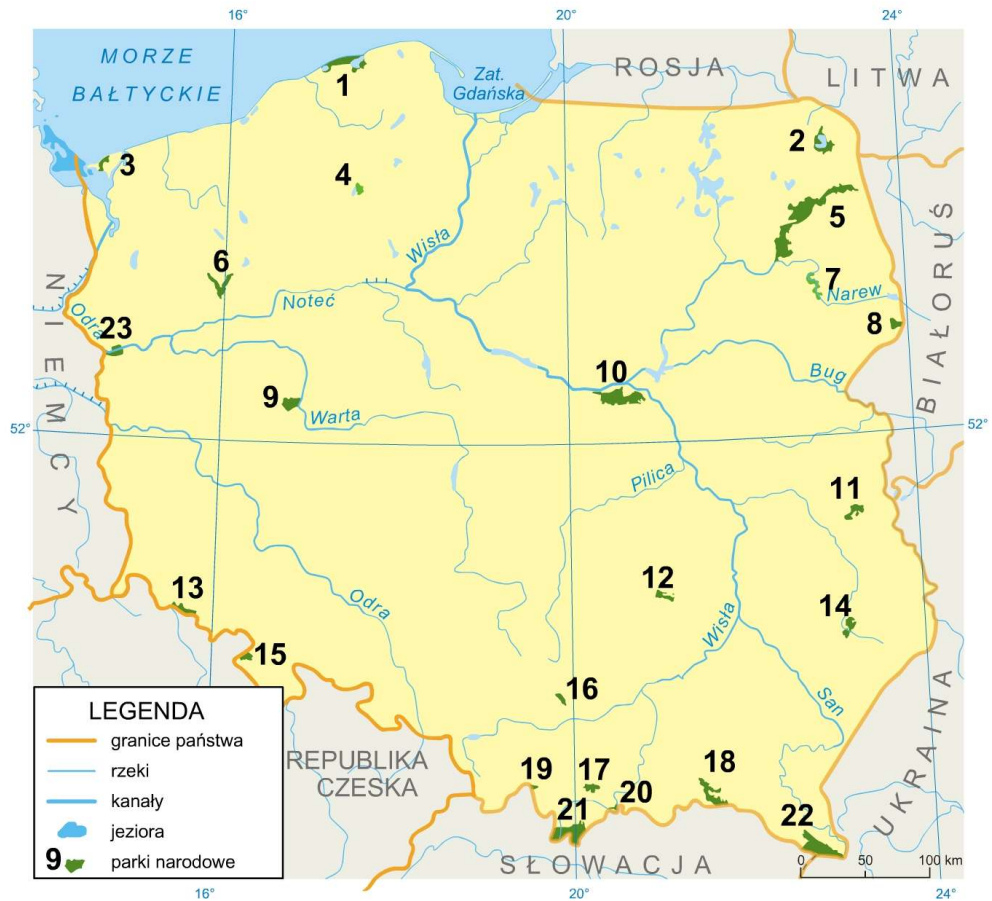 16°
20°
24°
MORZE
BAŁTYCKIE
1
Zat.
Gdańska
ROSJA
LITWA
2
3
4
5
BIAŁORUŚ
Wisła
6
7
Narew
NIEMCY
Noteć
Odra
23
8
10
Bug
9
Warta
52°
52°
Pilica
11
13
12
Odra
Wisła
14
15
16
San
UKRAINA
LEGENDA
granice państwa
rzeki
kanały
jeziora
9 parki narodowe
REPUBLIKA
CZESKA
19
17
18
20
21
22
SŁOWACJA
0 50 100 km
16°
20°
24°